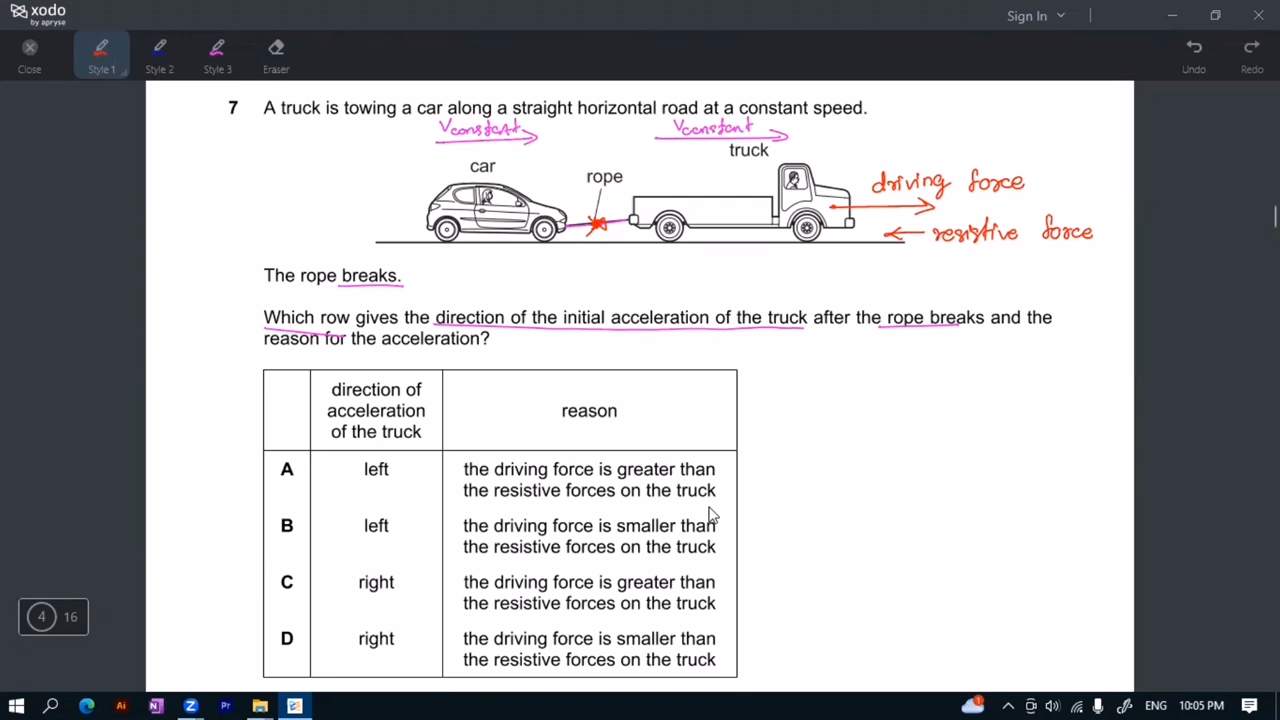 xodo
by apryse
Sign In
Close
Style 1
Style 2
Style 3
Eraser
Undo
Redo
7 A truck is towing a car along a straight horizontal road at a constant speed.
Vconstant
Vconstant
truck
car
rope
driving force
resistive force
The rope breaks.
Which row gives the direction of the initial acceleration of the truck after the rope breaks and the
reason for the acceleration?
direction of
acceleration
of the truck
reason
A left the driving force is greater than
the resistive forces on the truck
B left the driving force is smaller than
the resistive forces on the truck
C right the driving force is greater than
the resistive forces on the truck
D right the driving force is smaller than
the resistive forces on the truck
4 16
Ai
N
Pr
1
ENG 10:05 PM